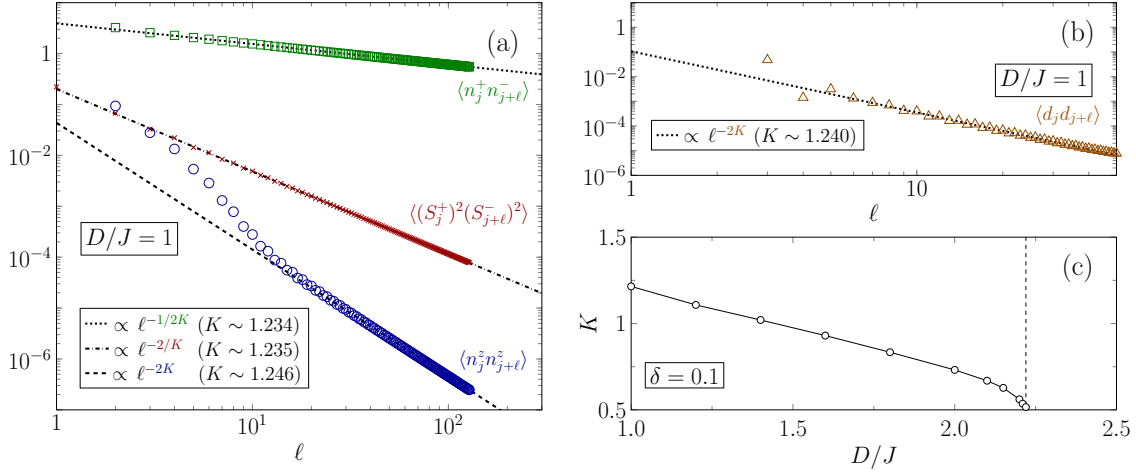 (a)
1
10^{-2}
10^{-4}
10^{-6}
⟨n_j^+ n_{j+ℓ}^-⟩
⟨(S_j^+)^2 (S_{j+ℓ}^-)^2⟩
D/J = 1
∝ ℓ^{-1/2K} (K ∼ 1.234)
∝ ℓ^{-2/K} (K ∼ 1.235)
∝ ℓ^{-2K} (K ∼ 1.246)
⟨n_j^z n_{j+ℓ}^z⟩
1 10^1 10^2
ℓ
(b)
1
10^{-2}
10^{-4}
10^{-6}
D/J = 1
⟨d_j d_{j+ℓ}⟩
∝ ℓ^{-2K} (K ∼ 1.240)
1 10
ℓ
(c)
1.5
1
0.5
K
δ = 0.1
1.0 1.5 2.0 2.5
D/J